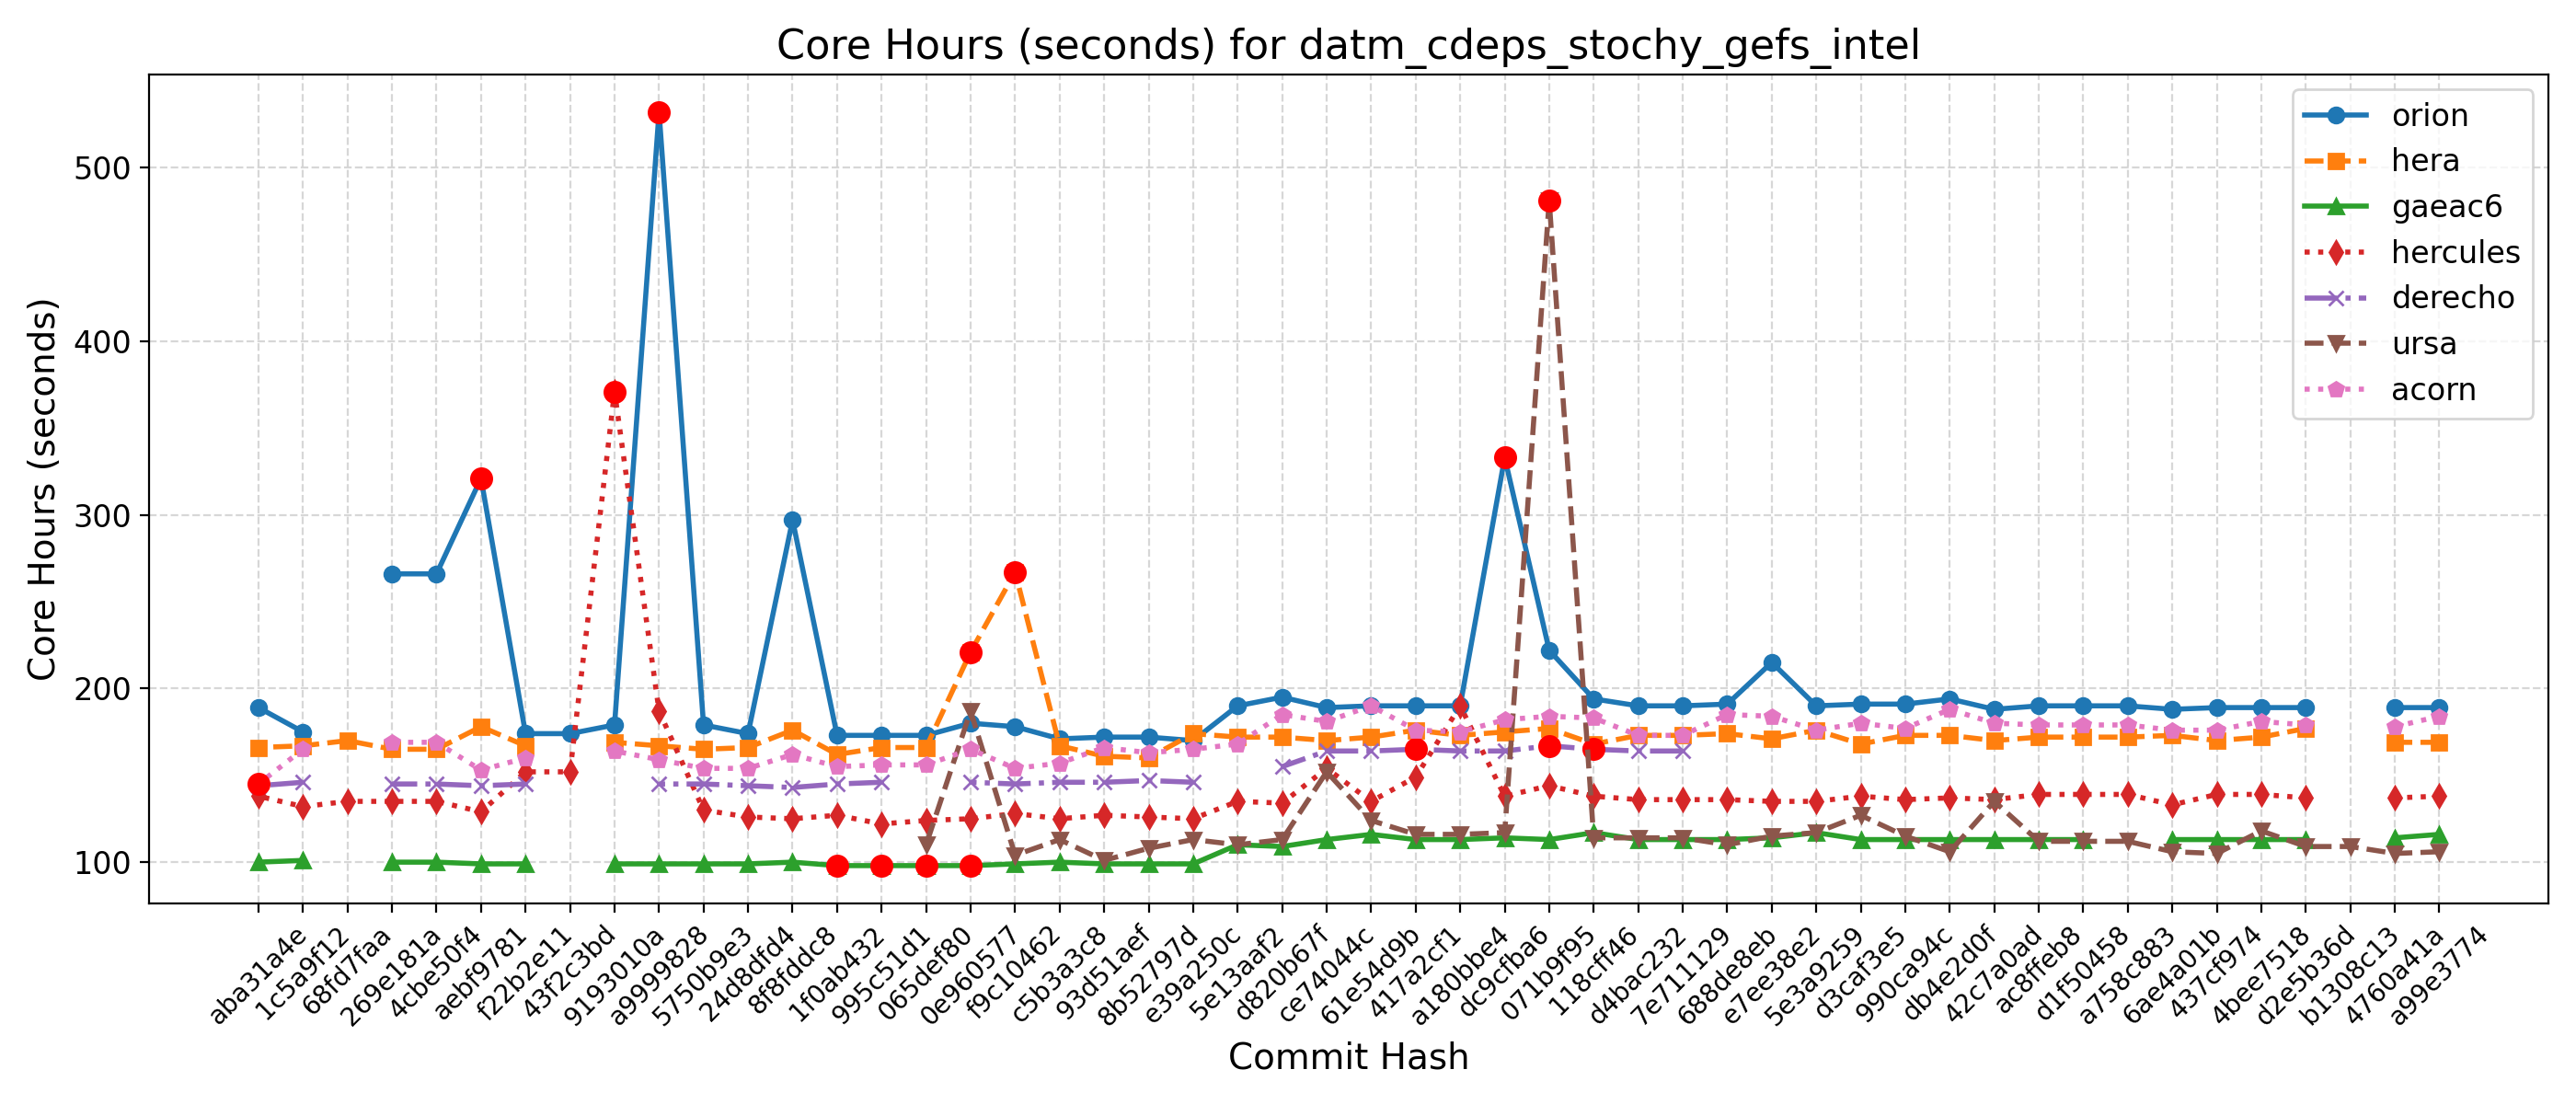 Core Hours (seconds) for datm_cdeps_stochy_gefs_intel
Core Hours (seconds)
500
400
300
200
100
orion
hera
gaeac6
hercules
derecho
ursa
acorn
aba31a4e
1c5a9f12
68fd7faa
269e181a
4cbe50f4
aebf9781
f22b2e11
43f2c3bd
9193010a
a9999828
5750b9e3
24d8dfd4
8f8fddc8
1f0ab432
995c51d1
065def80
0e960577
f9c10462
c5b3a3c8
93d51aef
8b52797d
e39a250c
5e13aaf2
d820b67f
ce74044c
61e54d9b
417a2cf1
a180bbe4
dc9cfba6
071b9f95
118cff46
d4bac232
7e711129
688de8eb
e7ee38e2
5e3a9259
d3caf3e5
990ca94c
db4e2d0f
42c7a0ad
ac8ffeb8
d1f50458
a758c883
6ae4a01b
437cf974
4bee7518
d2e5b36d
b1308c13
4760a41a
a99e3774
Commit Hash